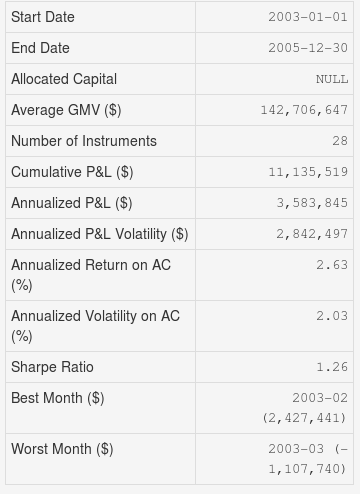 Start Date 2003-01-01
End Date 2005-12-30
Allocated Capital NULL
Average GMV ($) 142,706,647
Number of Instruments 28
Cumulative P&L ($) 11,135,519
Annualized P&L ($) 3,583,845
Annualized P&L Volatility ($) 2,842,497
Annualized Return on AC 2.63
(%)
Annualized Volatility on AC 2.03
(%)
Sharpe Ratio 1.26
Best Month ($) 2003-02
(2,427,441)
Worst Month ($) 2003-03 (-
1,107,740)